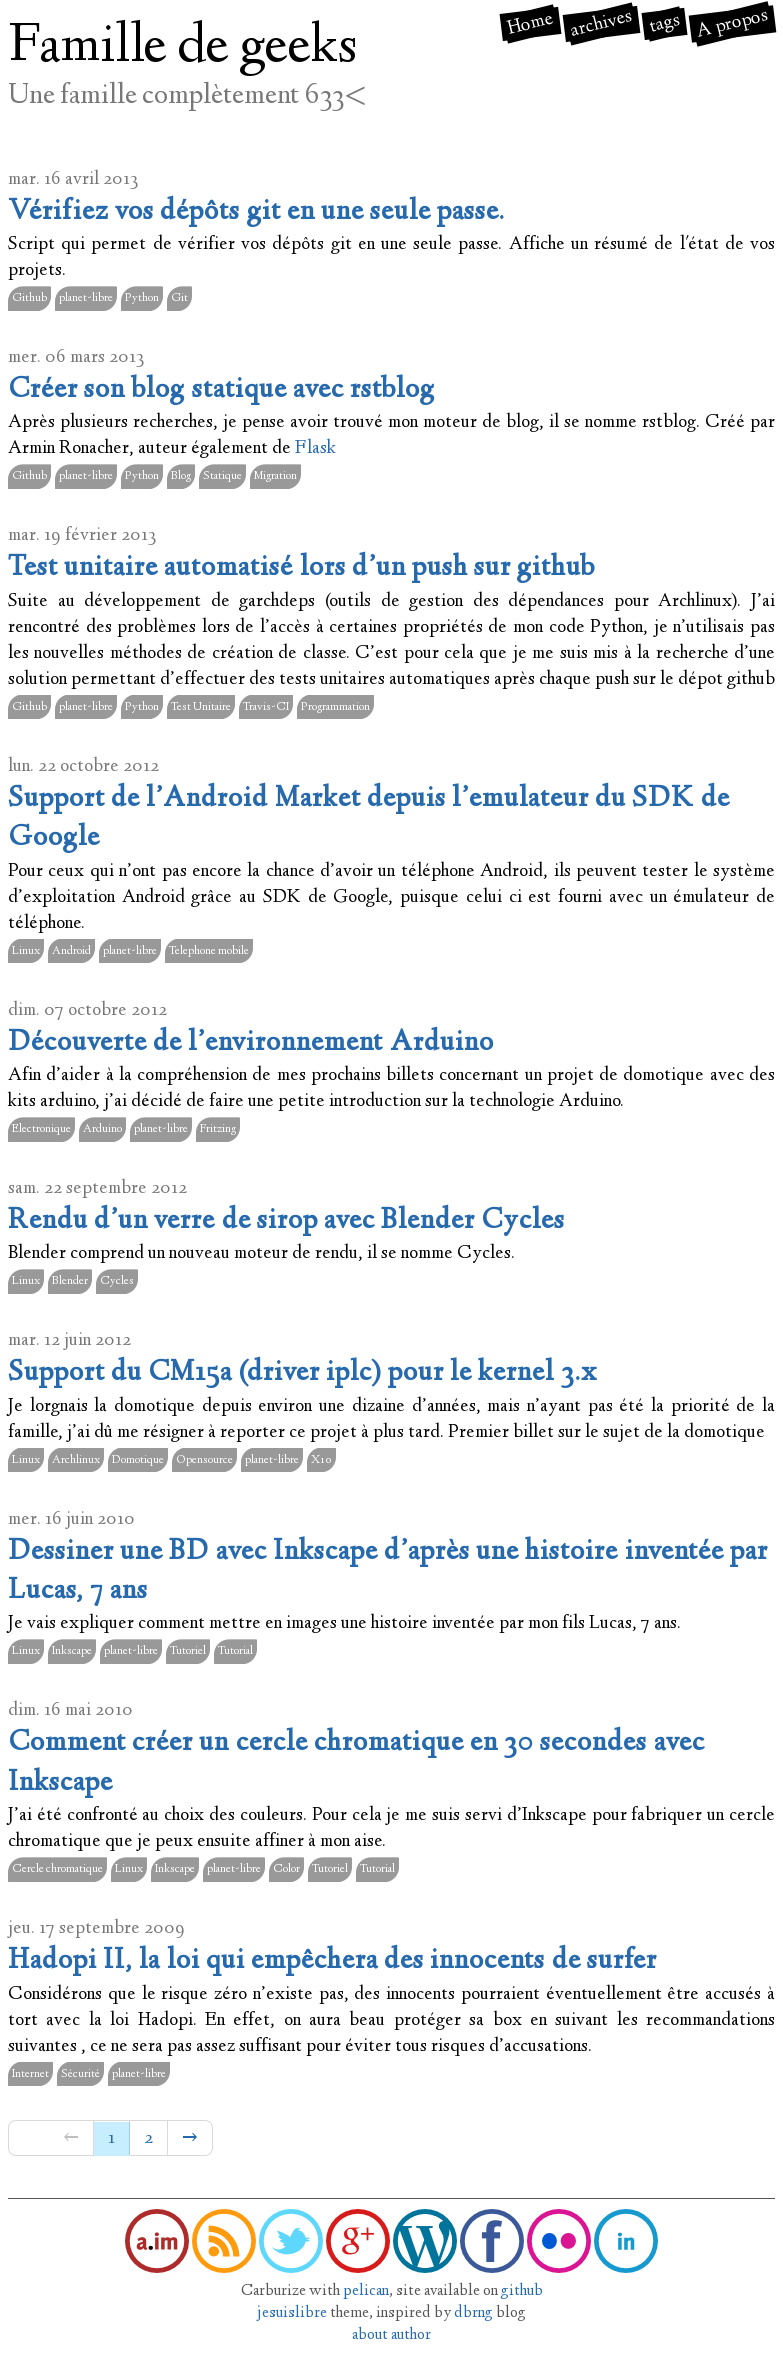 Famille de geeks
Home archives tags A propos
Une famille complètement 633<
mar. 16 avril 2013
Vérifiez vos dépôts git en une seule passe.
Script qui permet de vérifier vos dépôts git en une seule passe. Affiche un résumé de l'état de vos
projets.
Github planet-libre Python Git
mer. 06 mars 2013
Créer son blog statique avec rstblog
Après plusieurs recherches, je pense avoir trouvé mon moteur de blog, il se nomme rstblog. Créé par
Armin Ronacher, auteur également de Flask
Github planet-libre Python Blog Statique Migration
mar. 19 février 2013
Test unitaire automatisé lors d’un push sur github
Suite au développement de garchdeps (outils de gestion des dépendances pour Archlinux). J’ai
rencontré des problèmes lors de l’accès à certaines propriétés de mon code Python, je n’utilisais pas
les nouvelles méthodes de création de classe. C’est pour cela que je me suis mis à la recherche d’une
solution permettant d’effectuer des tests unitaires automatiques après chaque push sur le dépot github
Github planet-libre Python Test Unitaire Travis-CI Programmation
lun. 22 octobre 2012
Support de l’Android Market depuis l’emulateur du SDK de
Google
Pour ceux qui n’ont pas encore la chance d’avoir un téléphone Android, ils peuvent tester le système
d’exploitation Android grâce au SDK de Google, puisque celui ci est fourni avec un émulateur de
téléphone.
Linux Android planet-libre Telephone mobile
dim. 07 octobre 2012
Découverte de l’environnement Arduino
Afin d’aider à la compréhension de mes prochains billets concernant un projet de domotique avec des
kits arduino, j’ai décidé de faire une petite introduction sur la technologie Arduino.
Electronique Arduino planet-libre Fritzing
sam. 22 septembre 2012
Rendu d’un verre de sirop avec Blender Cycles
Blender comprend un nouveau moteur de rendu, il se nomme Cycles.
Linux Blender Cycles
mar. 12 juin 2012
Support du CM15a (driver iplc) pour le kernel 3.x
Je lorgnais la domotique depuis environ une dizaine d’années, mais n’ayant pas été la priorité de la
famille, j’ai dû me résigner à reporter ce projet à plus tard. Premier billet sur le sujet de la domotique
Linux Archlinux Domotique Opensource planet-libre X10
mer. 16 juin 2010
Dessiner une BD avec Inkscape d’après une histoire inventée par
Lucas, 7 ans
Je vais expliquer comment mettre en images une histoire inventée par mon fils Lucas, 7 ans.
Linux Inkscape planet-libre Tutoriel Tutorial
dim. 16 mai 2010
Comment créer un cercle chromatique en 30 secondes avec
Inkscape
J’ai été confronté au choix des couleurs. Pour cela je me suis servi d’Inkscape pour fabriquer un cercle
chromatique que je peux ensuite affiner à mon aise.
Cercle chromatique Linux Inkscape planet-libre Color Tutoriel Tutorial
jeu. 17 septembre 2009
Hadopi II, la loi qui empêchera des innocents de surfer
Considérons que le risque zéro n’existe pas, des innocents pourraient éventuellement être accusés à
tort avec la loi Hadopi. En effet, on aura beau protéger sa box en suivant les recommandations
suivantes , ce ne sera pas assez suffisant pour éviter tous risques d’accusations.
Internet Sécurité planet-libre
← 1 2 →
a.im g+ W f in
Carburize with pelican, site available on github
jesuislibre theme, inspired by dbrng blog
about author